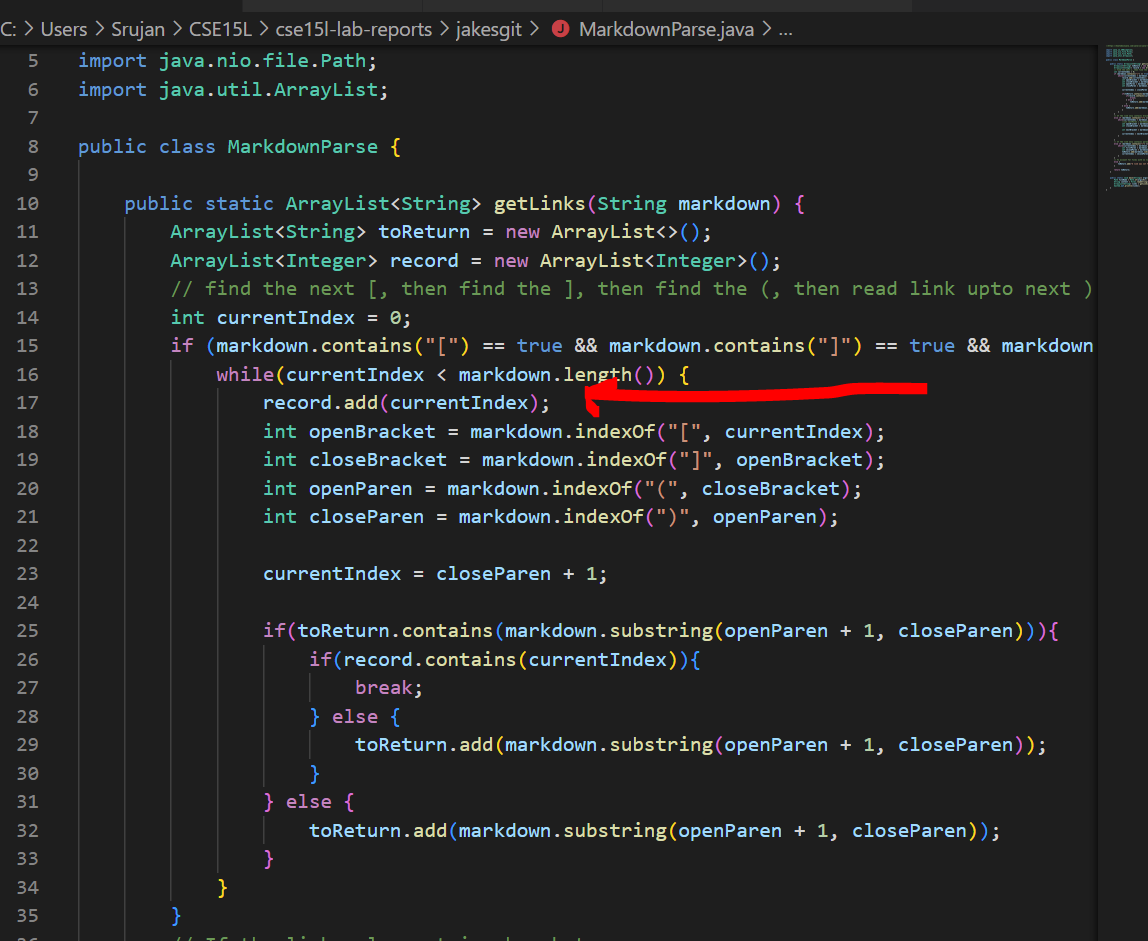 C: > Users > Srujan > CSE15L > cse15l-lab-reports > jakesgit > J MarkdownParse.java > ...
5 import java.nio.file.Path;
6 import java.util.ArrayList;
7
8 public class MarkdownParse {
9
10 public static ArrayList<String> getLinks(String markdown) {
11 ArrayList<String> toReturn = new ArrayList<>();
12 ArrayList<Integer> record = new ArrayList<Integer>();
13 // find the next [, then find the ], then find the (, then read link upto next )
14 int currentIndex = 0;
15 if (markdown.contains("[") == true && markdown.contains("]") == true && markdown
16 while(currentIndex < markdown.length()) {
17 record.add(currentIndex);
18 int openBracket = markdown.indexOf("[", currentIndex);
19 int closeBracket = markdown.indexOf("]", openBracket);
20 int openParen = markdown.indexOf("(", closeBracket);
21 int closeParen = markdown.indexOf(")", openParen);
22
23 currentIndex = closeParen + 1;
24
25 if(toReturn.contains(markdown.substring(openParen + 1, closeParen))){
26 if(record.contains(currentIndex)){
27 break;
28 } else {
29 toReturn.add(markdown.substring(openParen + 1, closeParen));
30 }
31 } else {
32 toReturn.add(markdown.substring(openParen + 1, closeParen));
33 }
34 }
35 }